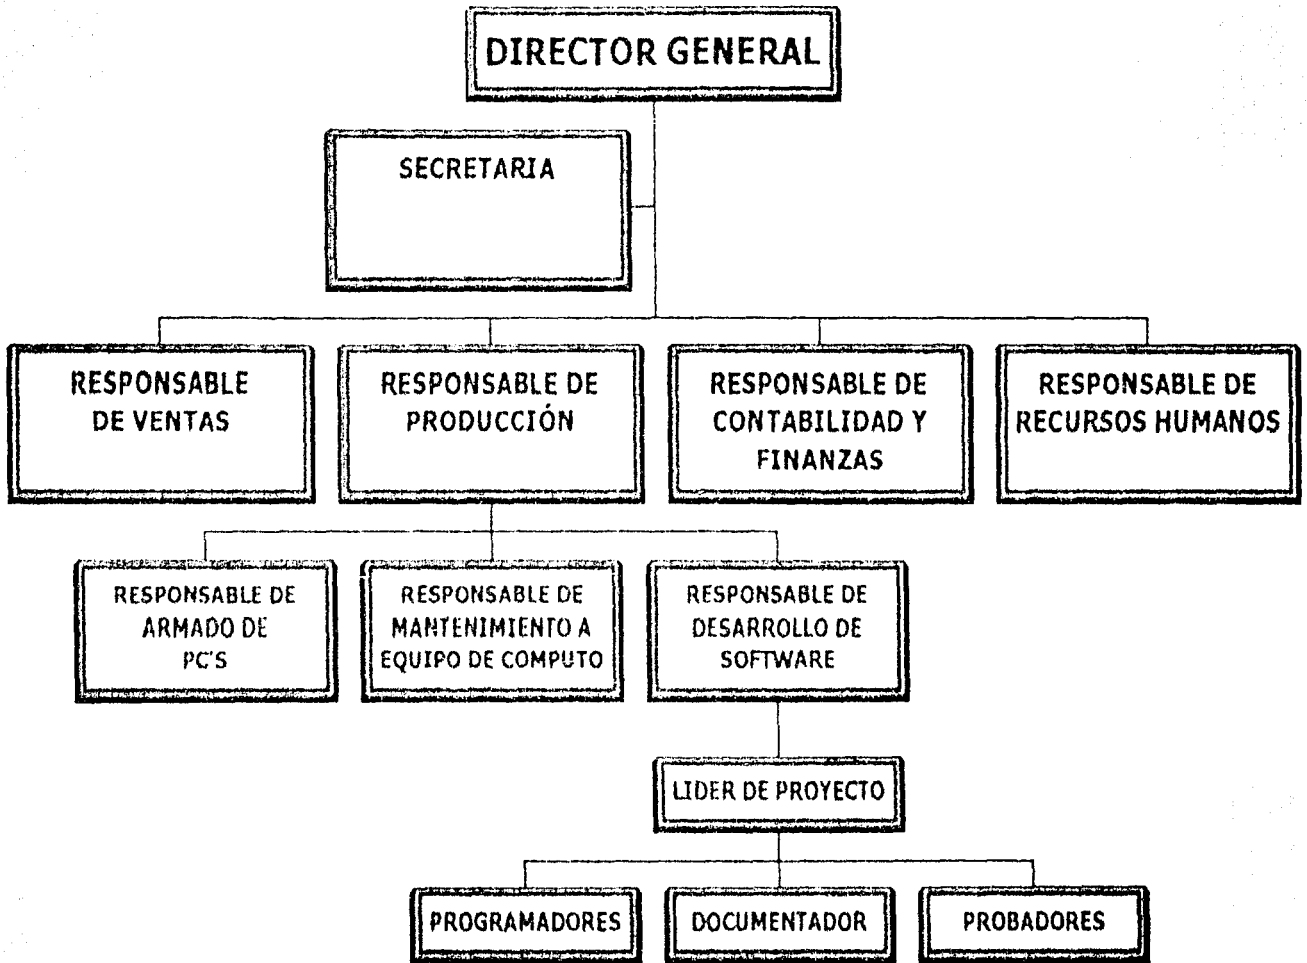 DIRECTOR GENERAL
SECRETARIA
RESPONSABLE
DE VENTAS
RESPONSABLE DE
PRODUCCIÓN
RESPONSABLE DE
CONTABILIDAD Y
FINANZAS
RESPONSABLE DE
RECURSOS HUMANOS
RESPONSABLE DE
ARMADO DE
PC'S
RESPONSABLE DE
MANTENIMIENTO A
EQUIPO DE COMPUTO
RESPONSABLE DE
DESARROLLO DE
SOFTWARE
LIDER DE PROYECTO
PROGRAMADORES
DOCUMENTADOR
PROBADORES